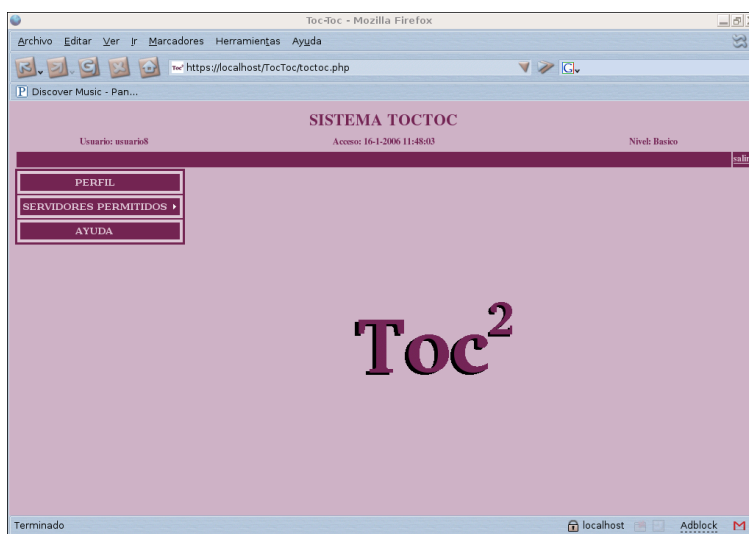 Toc-Toc - Mozilla Firefox
Archivo Editar Ver Ir Marcadores Herramientas Ayuda
Toc² https://localhost/TocToc/toctoc.php G
P Discover Music - Pan...
SISTEMA TOCTOC
Usuario: usuario8 Acceso: 16-1-2006 11:48:03 Nivel: Basico
salir
PERFIL
SERVIDORES PERMITIDOS
AYUDA
Toc²
Terminado localhost Adblock M